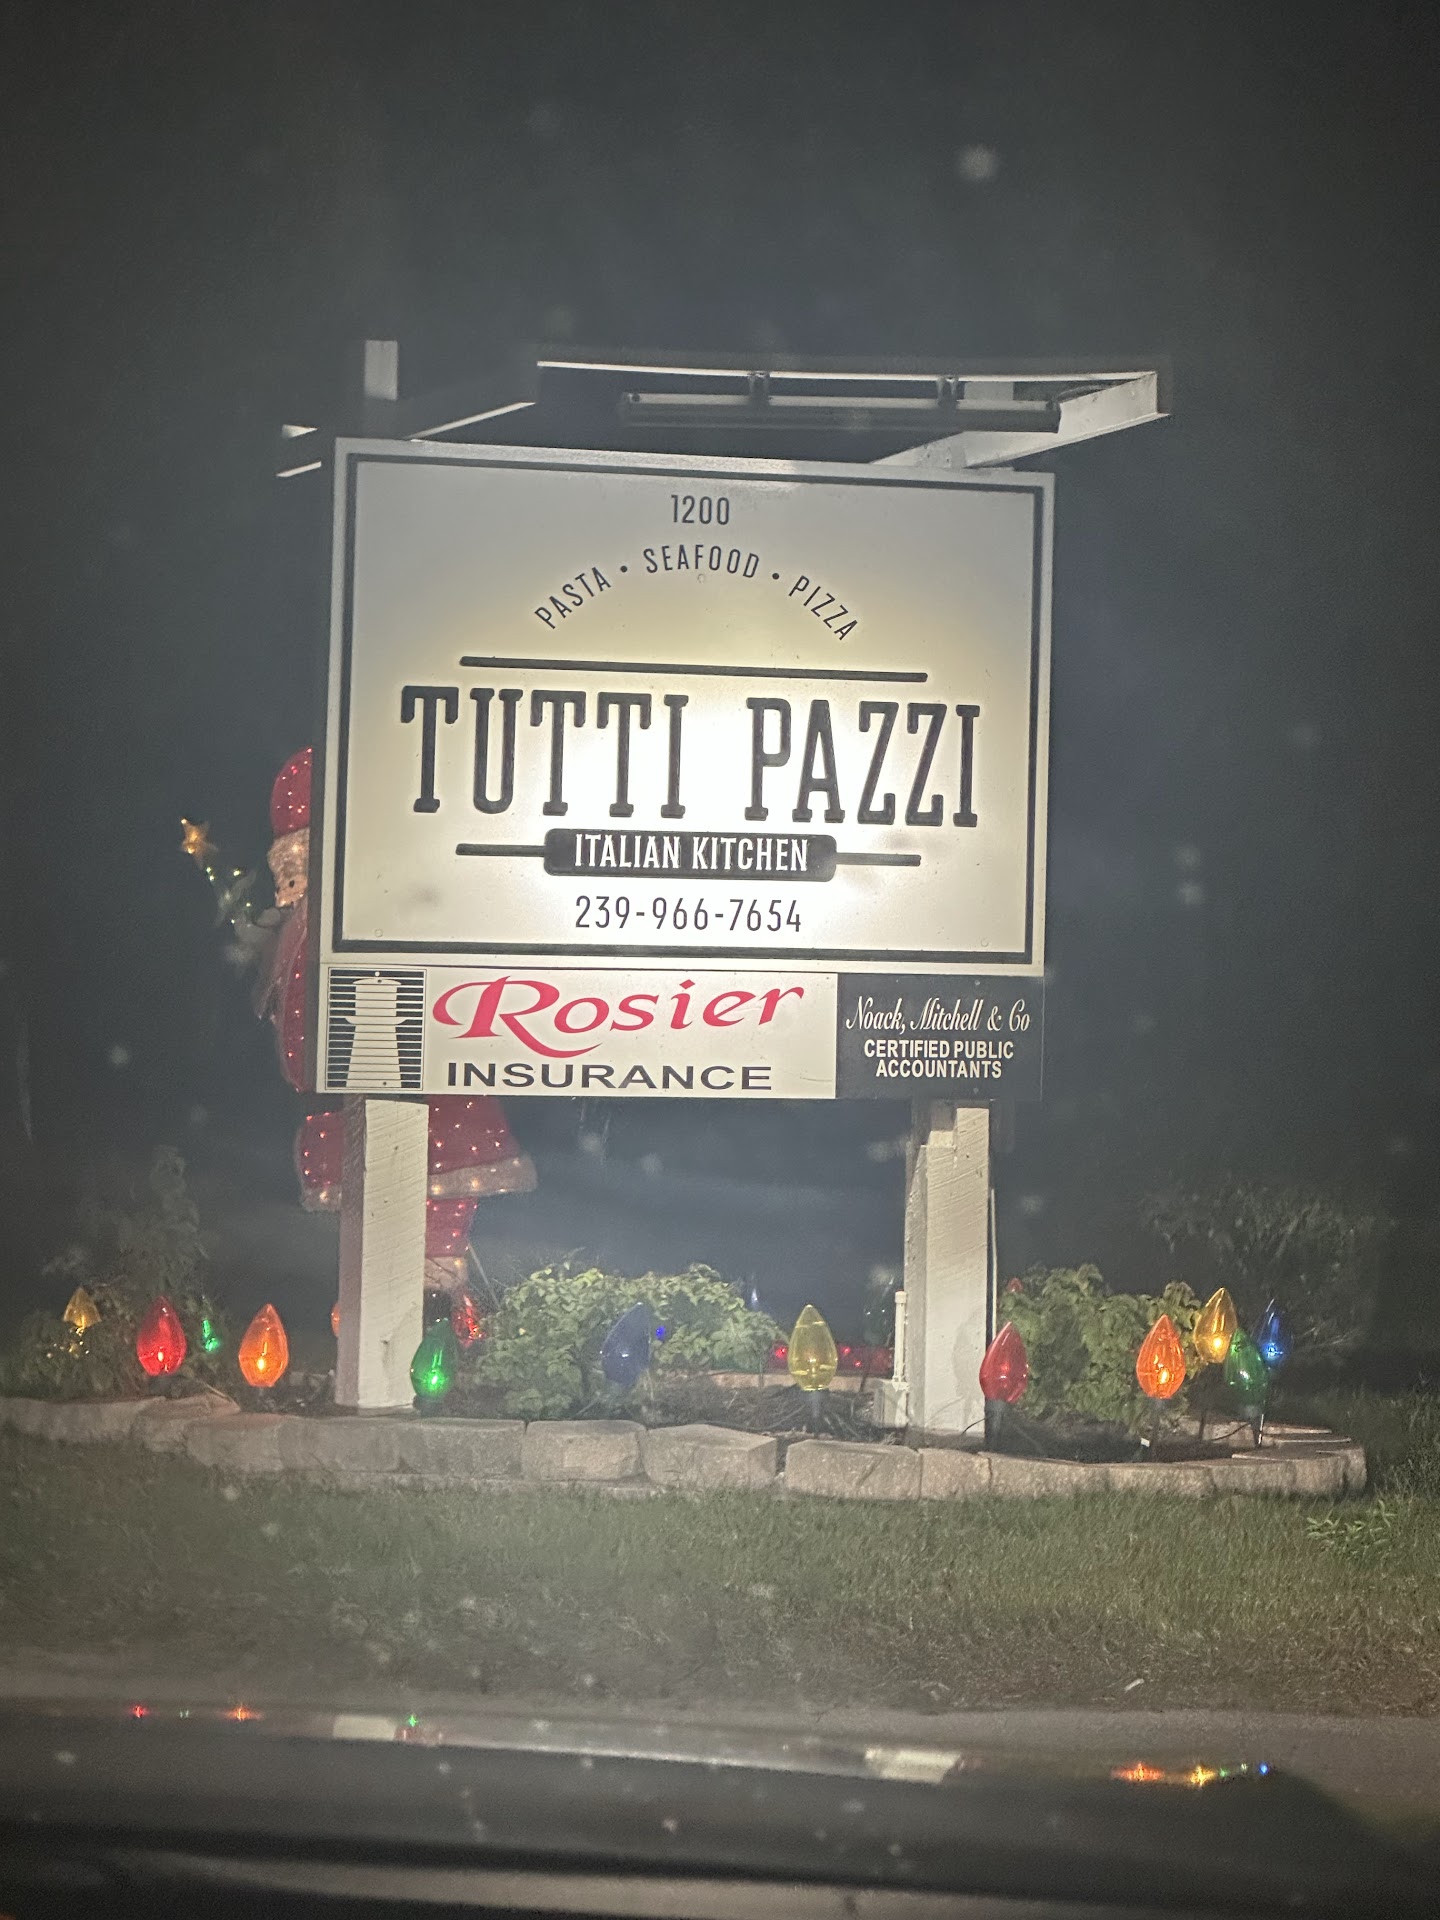 1200
PASTA • SEAFOOD • PIZZA
TUTTI PAZZI
ITALIAN KITCHEN
239-966-7654
Rosier
INSURANCE
Noack, Mitchell & Co
CERTIFIED PUBLIC
ACCOUNTANTS